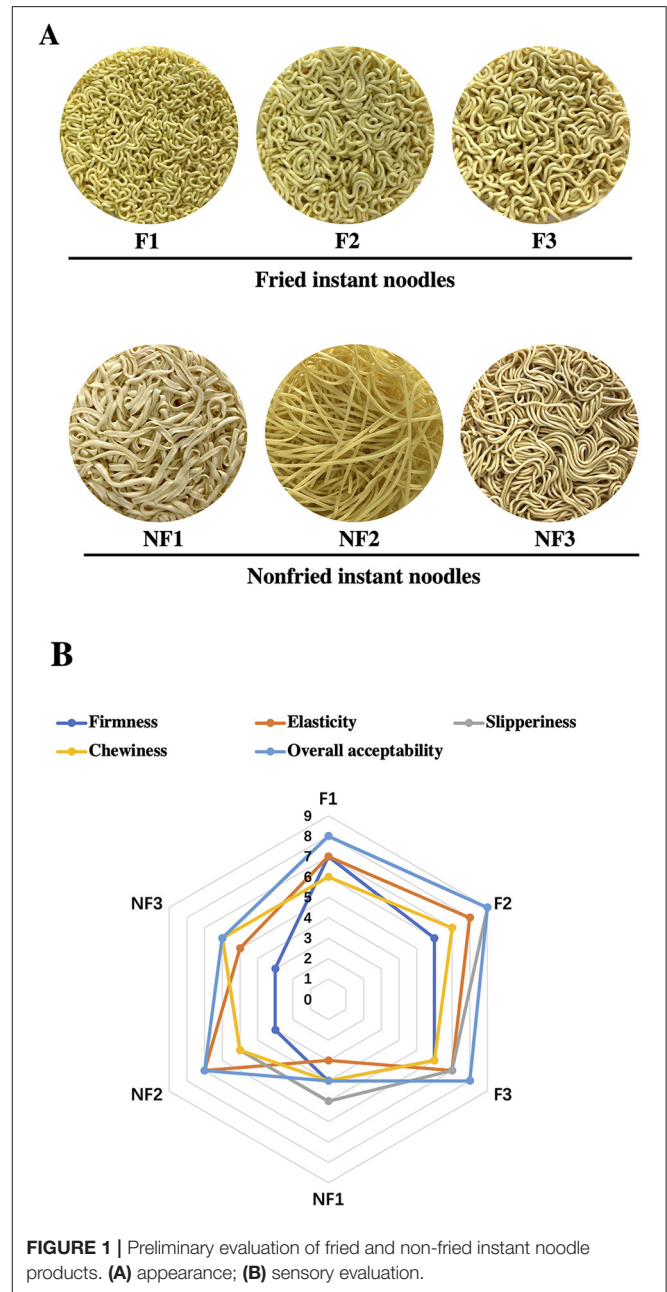 A
F1 F2 F3
Fried instant noodles
NF1 NF2 NF3
Nonfried instant noodles
B
Firmness Elasticity Slipperiness
Chewiness Overall acceptability
F1
9
8
7
6
5
4
3
2
1
0
NF3 F2
NF2 F3
NF1
FIGURE 1 | Preliminary evaluation of fried and non-fried instant noodle
products. (A) appearance; (B) sensory evaluation.